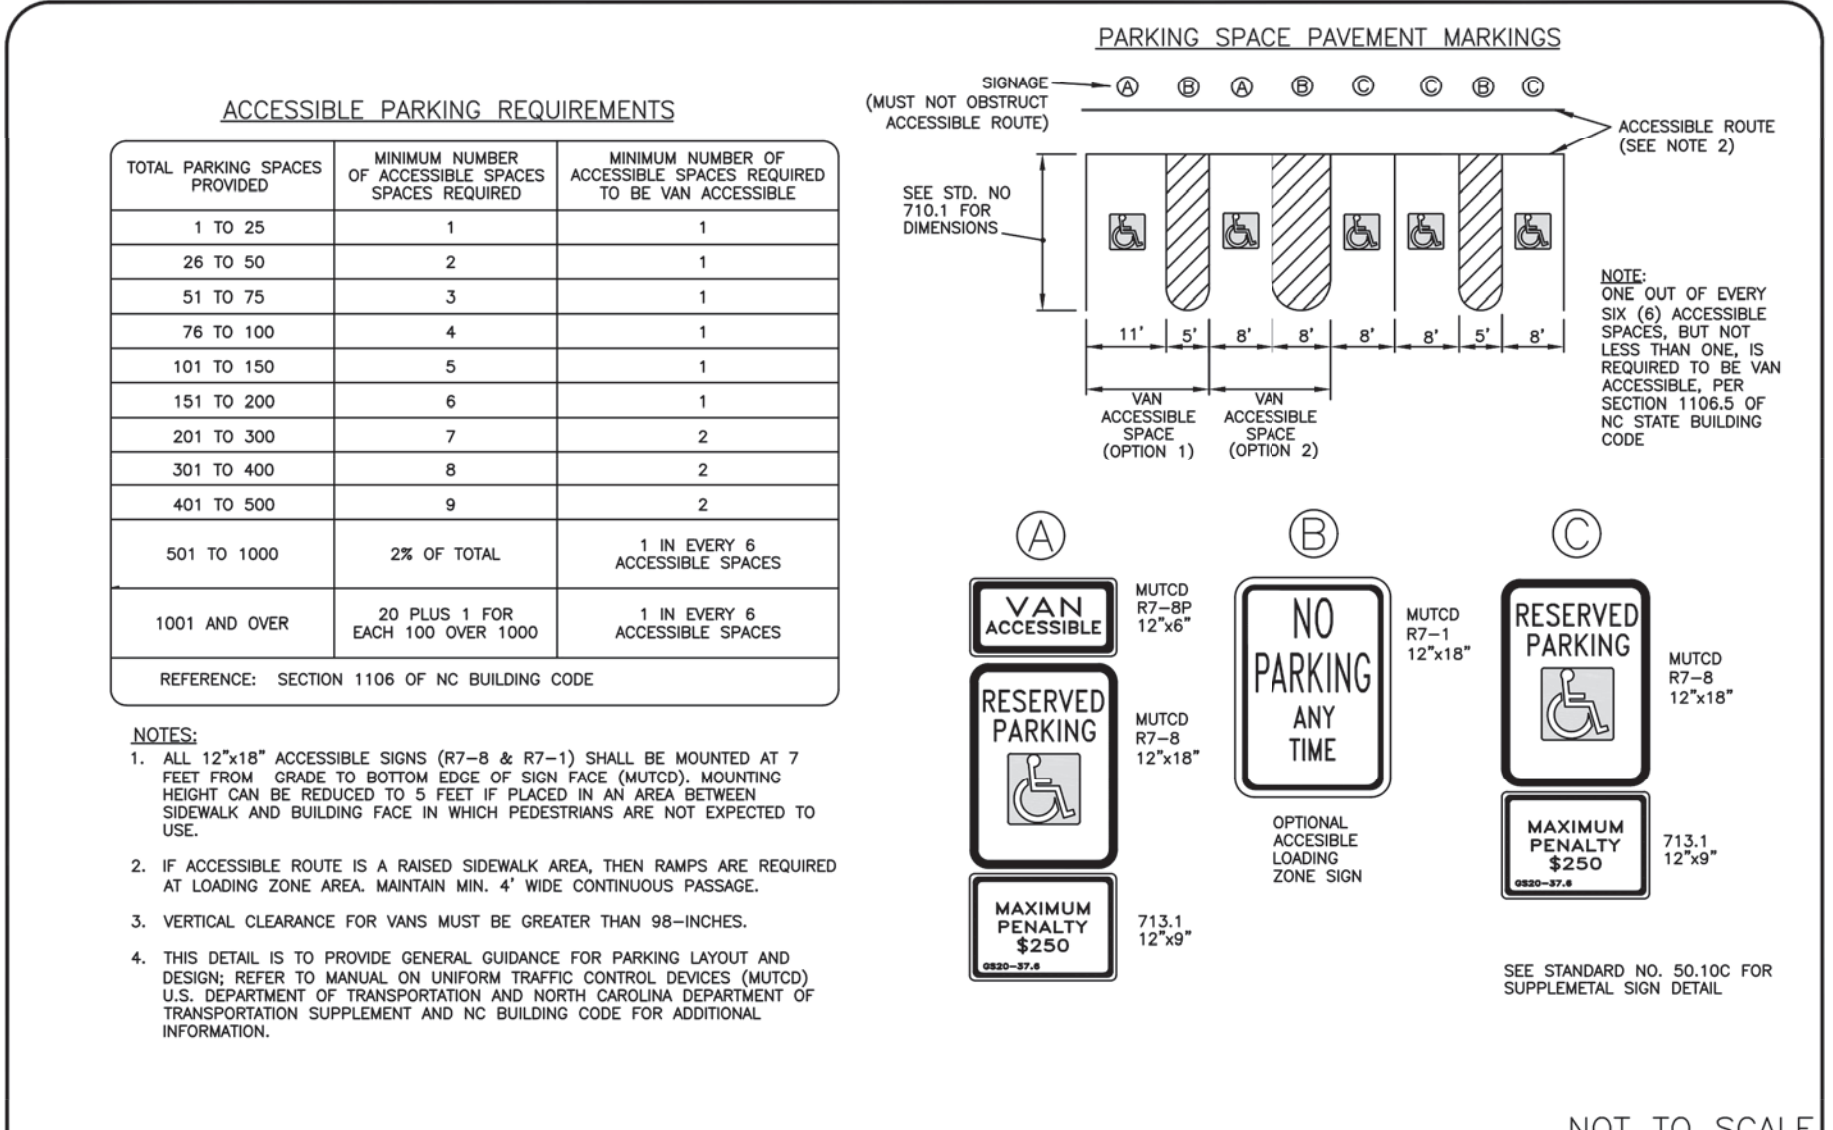 PARKING SPACE PAVEMENT MARKINGS
SIGNAGE
(MUST NOT OBSTRUCT
ACCESSIBLE ROUTE)
A B A B C C B C
ACCESSIBLE ROUTE
(SEE NOTE 2)
SEE STD. NO
710.1 FOR
DIMENSIONS
11' 5' 8' 8' 8' 8' 5' 8'
VAN
ACCESSIBLE
SPACE
(OPTION 1)
VAN
ACCESSIBLE
SPACE
(OPTION 2)
NOTE:
ONE OUT OF EVERY
SIX (6) ACCESSIBLE
SPACES, BUT NOT
LESS THAN ONE, IS
REQUIRED TO BE VAN
ACCESSIBLE, PER
SECTION 1106.5 OF
NC STATE BUILDING
CODE
ACCESSIBLE PARKING REQUIREMENTS
TOTAL PARKING SPACES
PROVIDED
MINIMUM NUMBER
OF ACCESSIBLE SPACES
SPACES REQUIRED
MINIMUM NUMBER OF
ACCESSIBLE SPACES REQUIRED
TO BE VAN ACCESSIBLE
1 TO 25 1 1
26 TO 50 2 1
51 TO 75 3 1
76 TO 100 4 1
101 TO 150 5 1
151 TO 200 6 1
201 TO 300 7 2
301 TO 400 8 2
401 TO 500 9 2
501 TO 1000
2% OF TOTAL
1 IN EVERY 6
ACCESSIBLE SPACES
1001 AND OVER
20 PLUS 1 FOR
EACH 100 OVER 1000
1 IN EVERY 6
ACCESSIBLE SPACES
REFERENCE: SECTION 1106 OF NC BUILDING CODE
NOTES:
1. ALL 12"x18" ACCESSIBLE SIGNS (R7-8 & R7-1) SHALL BE MOUNTED AT 7
FEET FROM GRADE TO BOTTOM EDGE OF SIGN FACE (MUTCD). MOUNTING
HEIGHT CAN BE REDUCED TO 5 FEET IF PLACED IN AN AREA BETWEEN
SIDEWALK AND BUILDING FACE IN WHICH PEDESTRIANS ARE NOT EXPECTED TO
USE.
2. IF ACCESSIBLE ROUTE IS A RAISED SIDEWALK AREA, THEN RAMPS ARE REQUIRED
AT LOADING ZONE AREA. MAINTAIN MIN. 4' WIDE CONTINUOUS PASSAGE.
3. VERTICAL CLEARANCE FOR VANS MUST BE GREATER THAN 98-INCHES.
4. THIS DETAIL IS TO PROVIDE GENERAL GUIDANCE FOR PARKING LAYOUT AND
DESIGN; REFER TO MANUAL ON UNIFORM TRAFFIC CONTROL DEVICES (MUTCD)
U.S. DEPARTMENT OF TRANSPORTATION AND NORTH CAROLINA DEPARTMENT OF
TRANSPORTATION SUPPLEMENT AND NC BUILDING CODE FOR ADDITIONAL
INFORMATION.
A
VAN
ACCESSIBLE
MUTCD
R7-8P
12"x6"
RESERVED
PARKING
MUTCD
R7-8
12"x18"
MAXIMUM
PENALTY
$250
GS20-37.6
713.1
12"x9"
B
NO
PARKING
ANY
TIME
MUTCD
R7-1
12"x18"
OPTIONAL
ACCESIBLE
LOADING
ZONE SIGN
C
RESERVED
PARKING
MUTCD
R7-8
12"x18"
MAXIMUM
PENALTY
$250
GS20-37.6
713.1
12"x9"
SEE STANDARD NO. 50.10C FOR
SUPPLEMETAL SIGN DETAIL
NOT TO SCALE